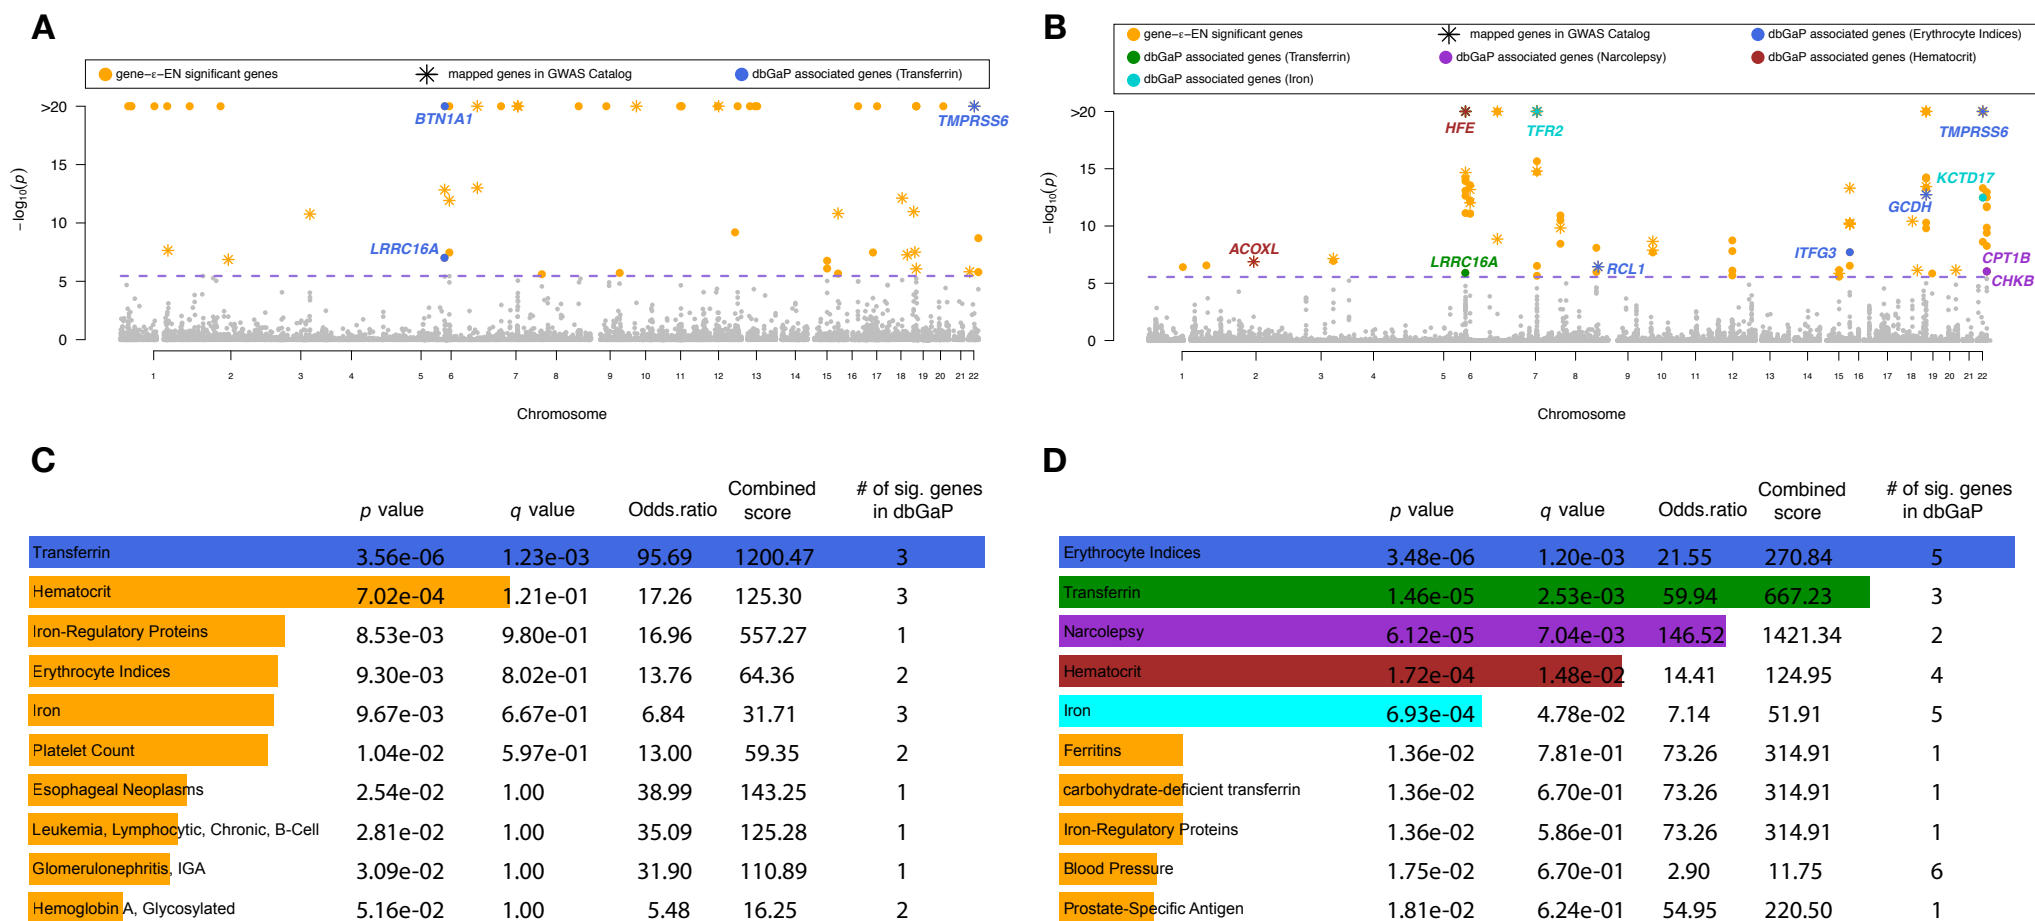 A
gene-ε-EN significant genes
mapped genes in GWAS Catalog
dbGaP associated genes (Transferrin)
>20
15
10
5
0
−log10(p)
BTN1A1
TMPRSS6
LRRC16A
1 2 3 4 5 6 7 8 9 10 11 12 13 14 15 16 17 18 19 20 21 22
Chromosome
B
gene-ε-EN significant genes
mapped genes in GWAS Catalog
dbGaP associated genes (Erythrocyte Indices)
dbGaP associated genes (Transferrin)
dbGaP associated genes (Narcolepsy)
dbGaP associated genes (Hematocrit)
dbGaP associated genes (Iron)
>20
15
10
5
0
−log10(p)
HFE
TFR2
TMPRSS6
KCTD17
GCDH
ACOXL
LRRC16A
RCL1
ITFG3
CPT1B
CHKB
1 2 3 4 5 6 7 8 9 10 11 12 13 14 15 16 17 18 19 20 21 22
Chromosome
C
p value q value Odds.ratio Combined score # of sig. genes in dbGaP
Transferrin 3.56e-06 1.23e-03 95.69 1200.47 3
Hematocrit 7.02e-04 1.21e-01 17.26 125.30 3
Iron-Regulatory Proteins 8.53e-03 9.80e-01 16.96 557.27 1
Erythrocyte Indices 9.30e-03 8.02e-01 13.76 64.36 2
Iron 9.67e-03 6.67e-01 6.84 31.71 3
Platelet Count 1.04e-02 5.97e-01 13.00 59.35 2
Esophageal Neoplasms 2.54e-02 1.00 38.99 143.25 1
Leukemia, Lymphocytic, Chronic, B-Cell 2.81e-02 1.00 35.09 125.28 1
Glomerulonephritis, IGA 3.09e-02 1.00 31.90 110.89 1
Hemoglobin A, Glycosylated 5.16e-02 1.00 5.48 16.25 2
D
p value q value Odds.ratio Combined score # of sig. genes in dbGaP
Erythrocyte Indices 3.48e-06 1.20e-03 21.55 270.84 5
Transferrin 1.46e-05 2.53e-03 59.94 667.23 3
Narcolepsy 6.12e-05 7.04e-03 146.52 1421.34 2
Hematocrit 1.72e-04 1.48e-02 14.41 124.95 4
Iron 6.93e-04 4.78e-02 7.14 51.91 5
Ferritins 1.36e-02 7.81e-01 73.26 314.91 1
carbohydrate-deficient transferrin 1.36e-02 6.70e-01 73.26 314.91 1
Iron-Regulatory Proteins 1.36e-02 5.86e-01 73.26 314.91 1
Blood Pressure 1.75e-02 6.70e-01 2.90 11.75 6
Prostate-Specific Antigen 1.81e-02 6.24e-01 54.95 220.50 1